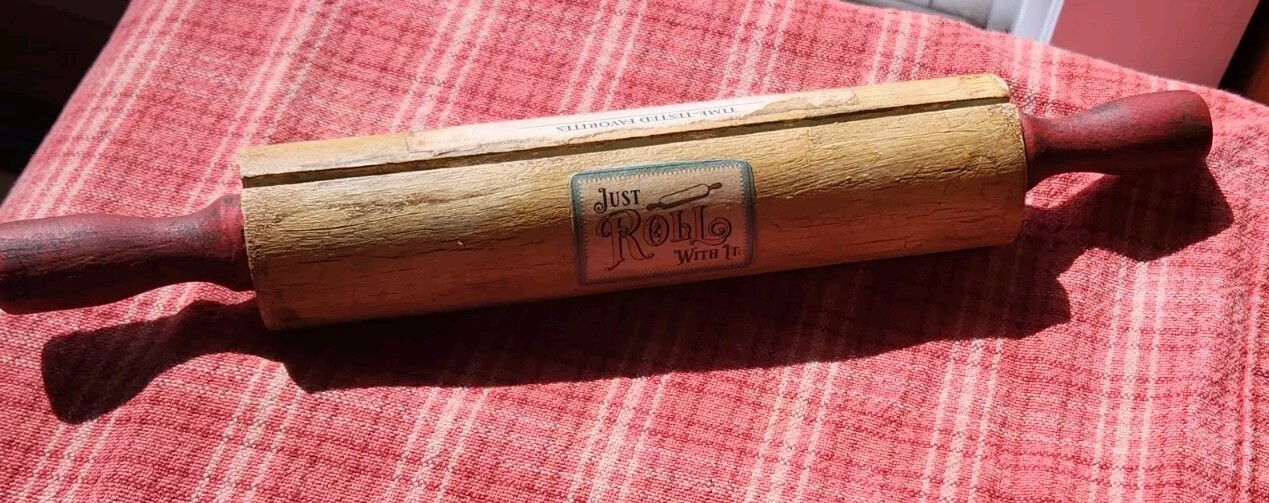 TIME-TESTED FAVORITES
JUST
ROLL
WITH IT.